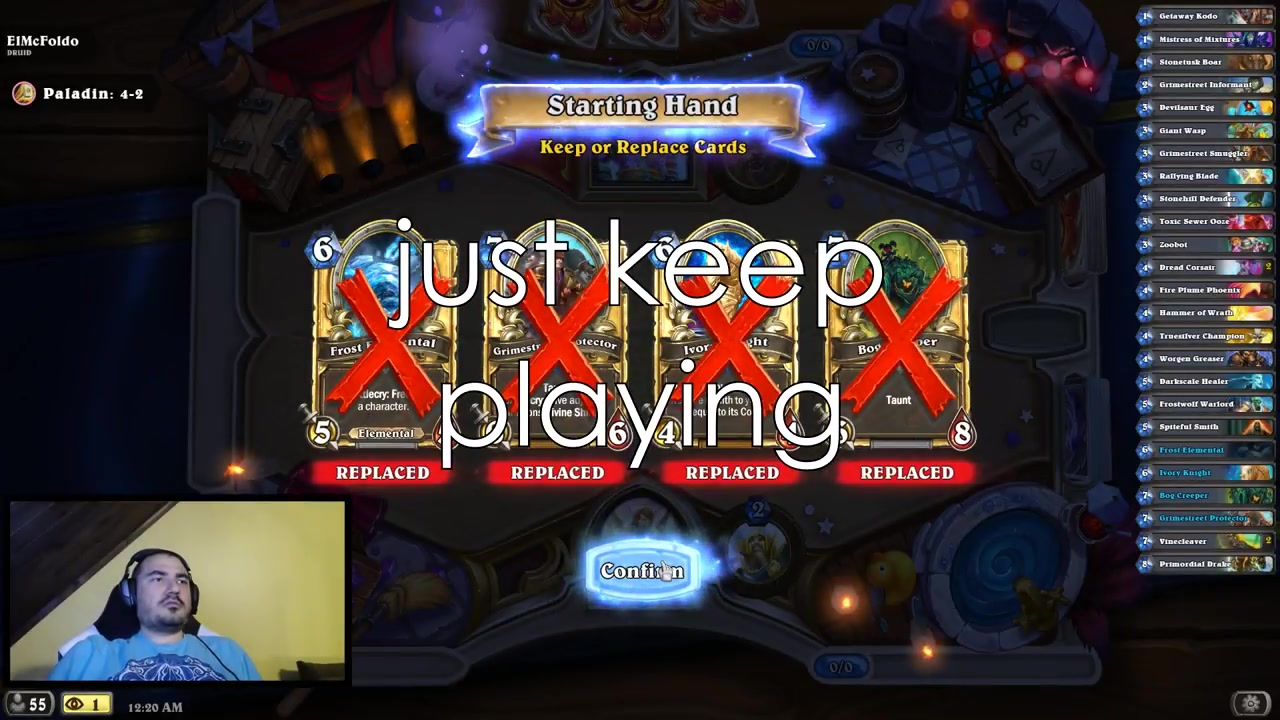 ElMcFoldo
DRUID
Paladin: 4-2
0/0
Starting Hand
Keep or Replace Cards
just keep
playing
6
Frost
Elemental
5
6
4
Taunt
8
REPLACED
REPLACED
REPLACED
REPLACED
2
Confirm
0/0
55
1
12:20 AM
1 Getaway Kodo
1 Mistress of Mixtures
1 Stonetusk Boar
2 Grimestreet Informant
3 Devilsaur Egg
3 Giant Wasp
3 Grimestreet Smuggler
3 Rallying Blade
3 Stonehill Defender
3 Toxic Sewer Ooze
3 Zoobot
4 Dread Corsair 2
4 Fire Plume Phoenix
4 Hammer of Wrath
4 Truesilver Champion
4 Worgen Greaser
5 Darkscale Healer
5 Frostwolf Warlord
5 Spiteful Smith
6 Frost Elemental
6 Ivory Knight
7 Bog Creeper
7 Grimestreet Protector
7 Vinecleaver 2
8 Primordial Drake